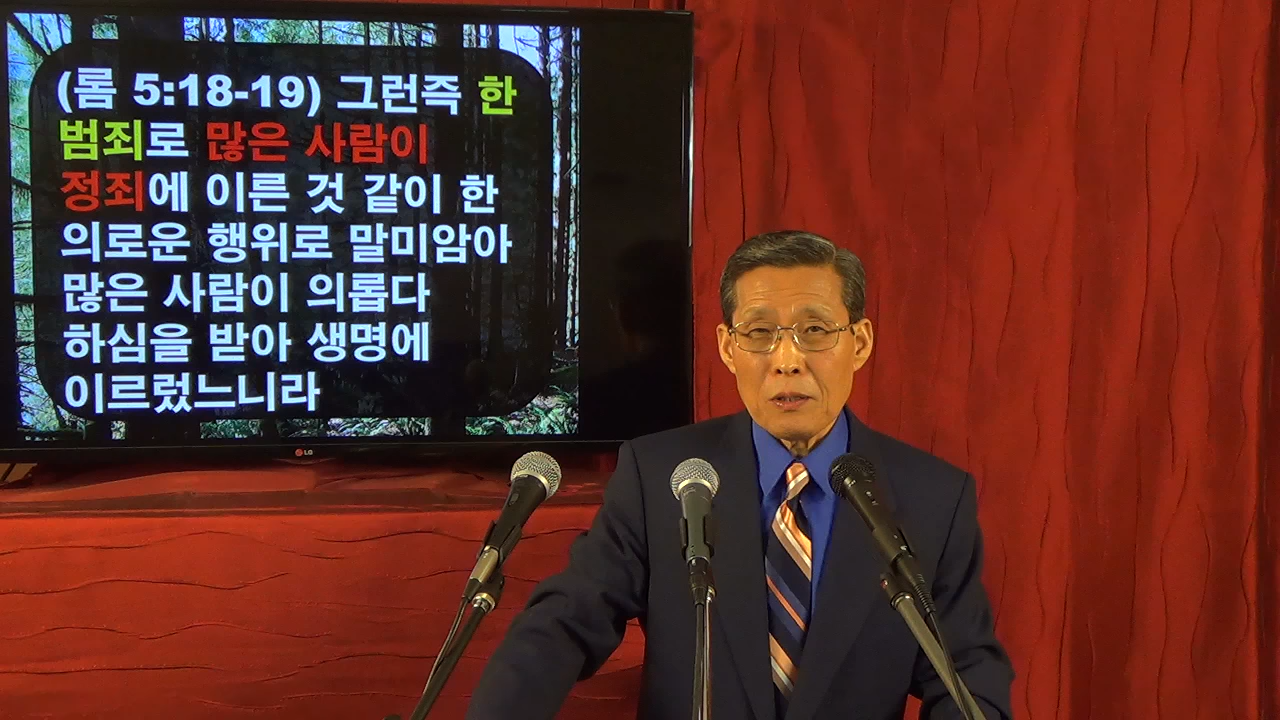 (롬 5:18-19) 그런즉 한
범죄로 많은 사람이
정죄에 이른 것 같이 한
의로운 행위로 말미암아
많은 사람이 의롭다
하심을 받아 생명에
이르렀느니라
LG